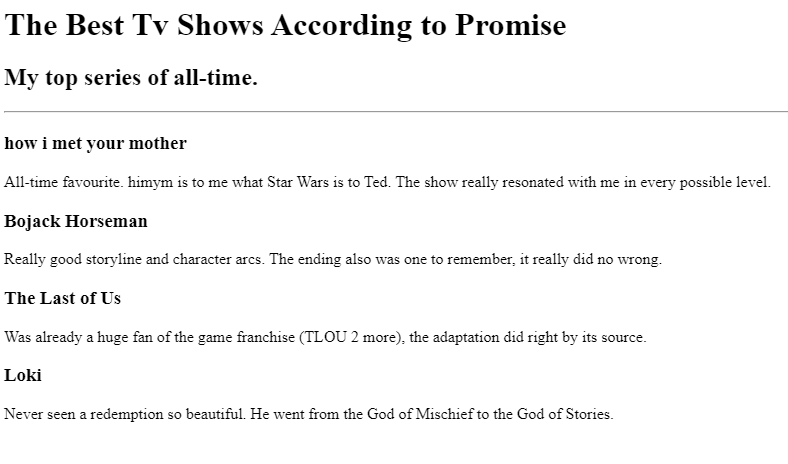 The Best Tv Shows According to Promise
My top series of all-time.
how i met your mother
All-time favourite. himym is to me what Star Wars is to Ted. The show really resonated with me in every possible level.
Bojack Horseman
Really good storyline and character arcs. The ending also was one to remember, it really did no wrong.
The Last of Us
Was already a huge fan of the game franchise (TLOU 2 more), the adaptation did right by its source.
Loki
Never seen a redemption so beautiful. He went from the God of Mischief to the God of Stories.